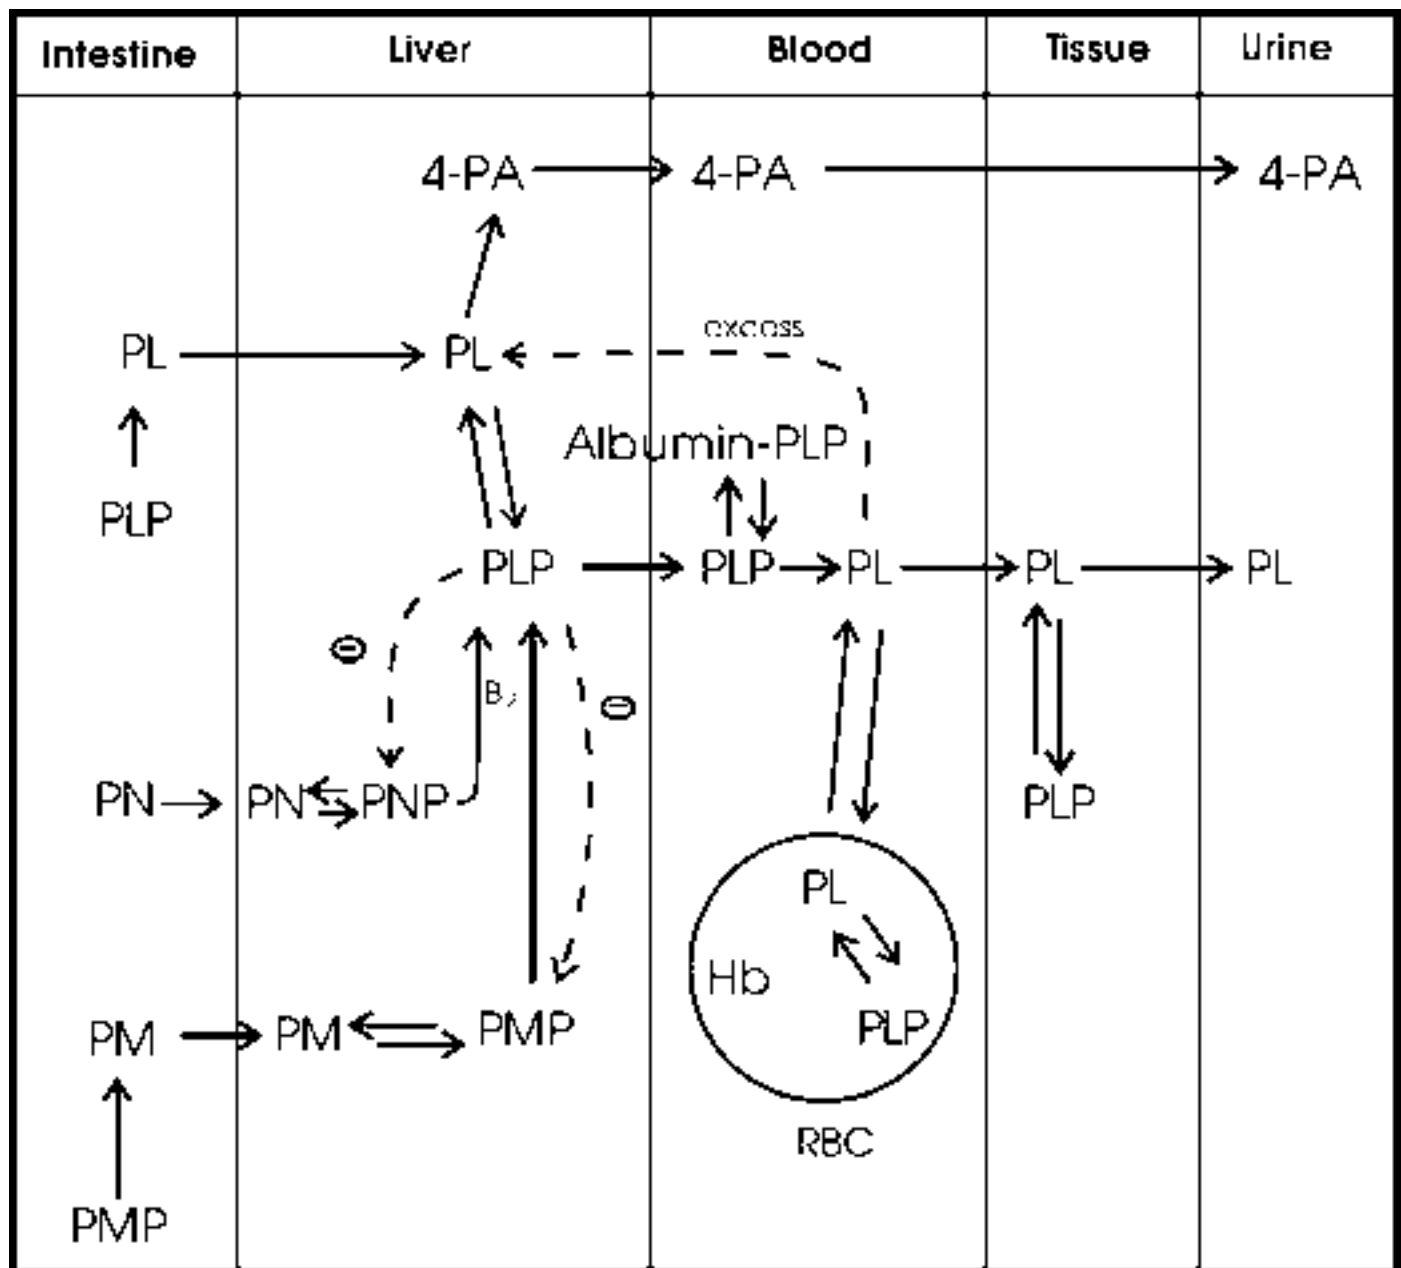 Intestine Liver Blood Tissue Urine
4-PA 4-PA 4-PA
excess
PL PL
Albumin-PLP
PLP
PLP PLP PL PL PL
B₂
PN PN PNP PLP
PL
Hb
PM PM PMP PLP
RBC
PMP